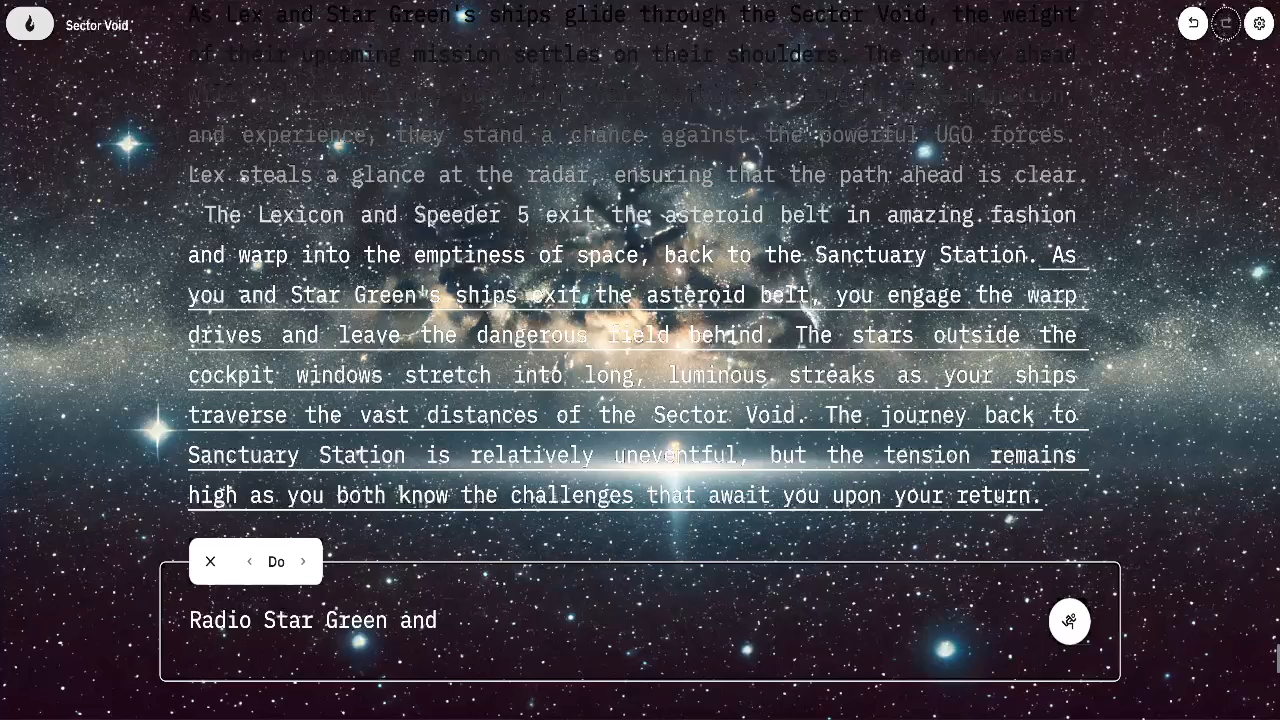 Sector Void
As Lex and Star Green's ships glide through the Sector Void, the weight
of their upcoming mission settles on their shoulders. The journey ahead
and experience, they stand a chance against the powerful UGO forces.
Lex steals a glance at the radar, ensuring that the path ahead is clear.
The Lexicon and Speeder 5 exit the asteroid belt in amazing fashion
and warp into the emptiness of space, back to the Sanctuary Station. As
you and Star Green's ships exit the asteroid belt, you engage the warp
drives and leave the dangerous field behind. The stars outside the
cockpit windows stretch into long, luminous streaks as your ships
traverse the vast distances of the Sector Void. The journey back to
Sanctuary Station is relatively uneventful, but the tension remains
high as you both know the challenges that await you upon your return.
Do
Radio Star Green and